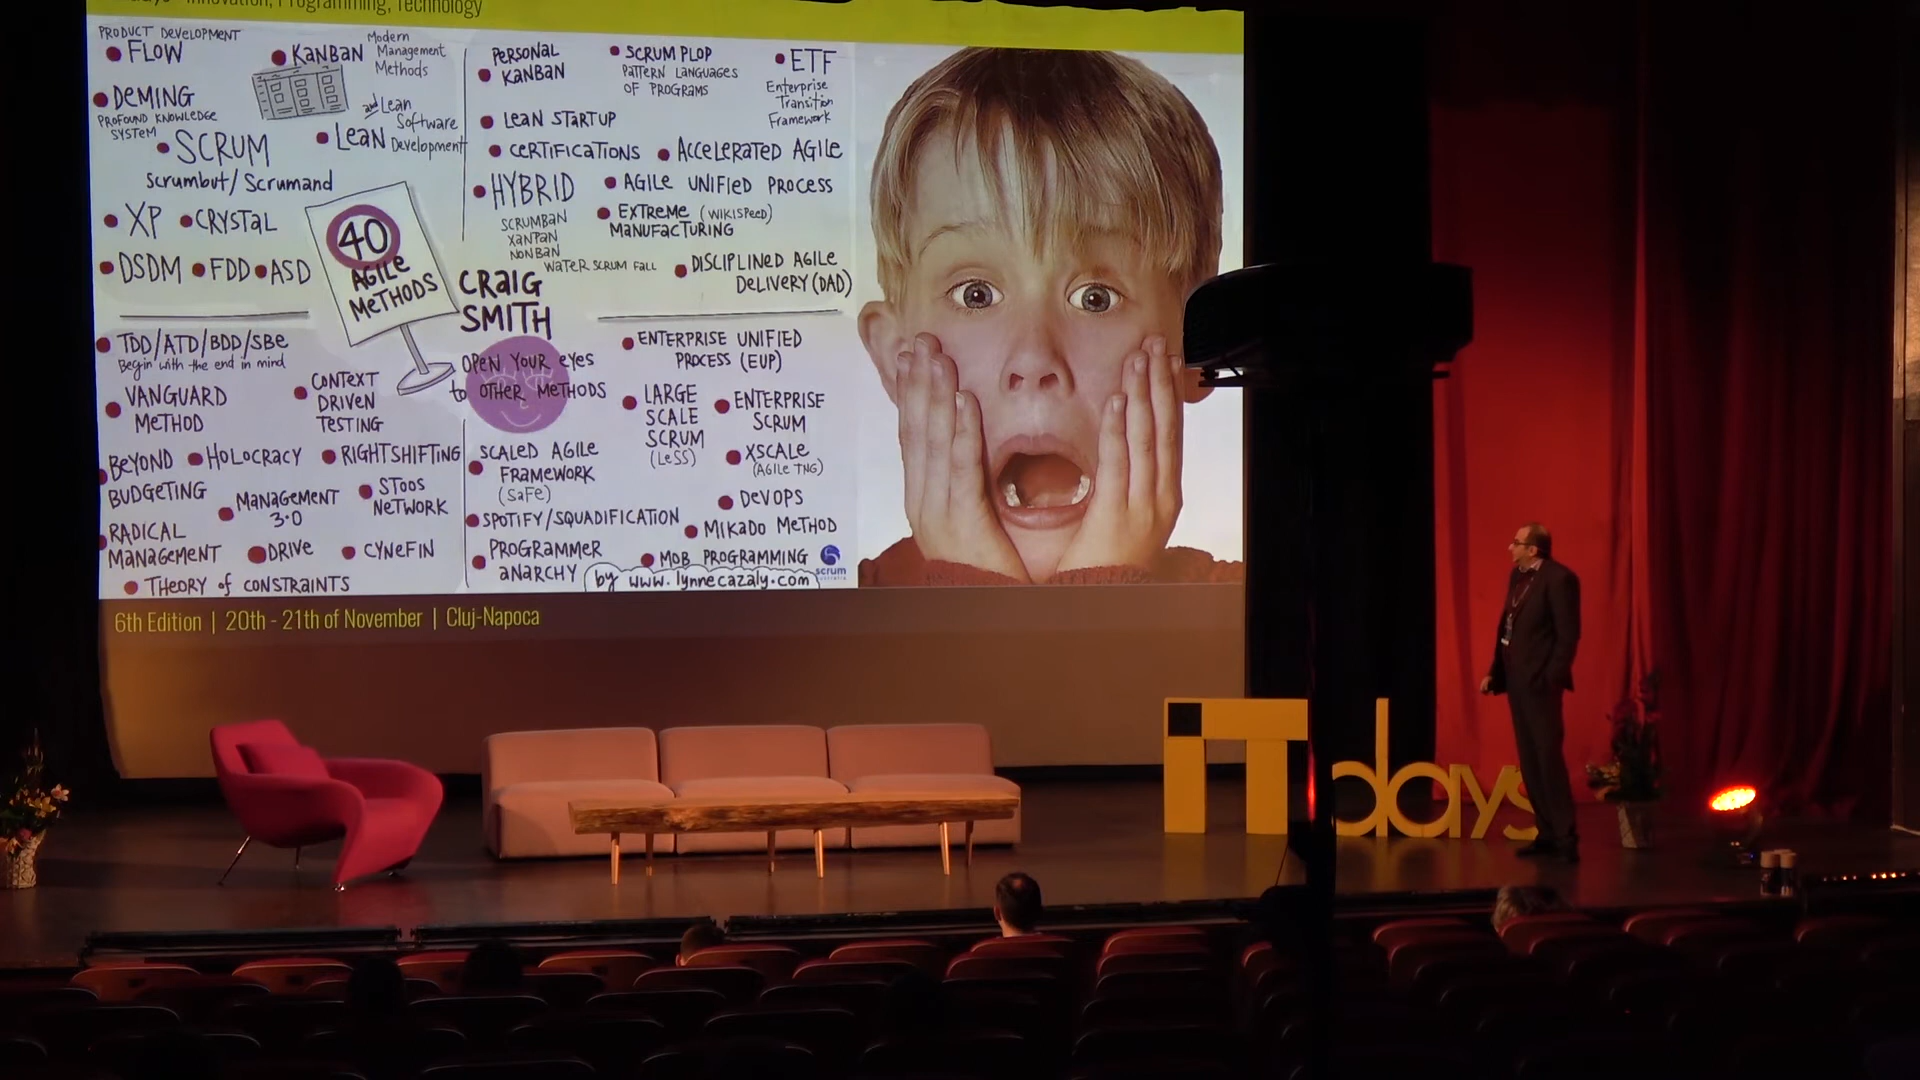 Innovation, Programming, Technology
PRODUCT DEVELOPMENT
FLOW
KANBAN
Modern
Management
Methods
DEMING
PROFOUND KNOWLEDGE
SYSTEM
and Lean
Software
Development
LEAN
SCRUM
Scrumbut/Scrumand
XP
CRYSTAL
DSDM
FDD
ASD
40
AGILE
METHODS
CRAIG
SMITH
OPEN YOUR eyes
to OTHER METHODS
PERSONAL
KANBAN
SCRUM PLOP
PATTERN LANGUAGES
OF PROGRAMS
ETF
Enterprise
Transition
Framework
LEAN STARTUP
CERTIFICATIONS
ACCELERATED AGILE
HYBRID
SCRUMBAN
XANPAN
NONBAN
WATER SCRUM FALL
AGILE UNIFIED PROCESS
EXTREME (WIKISPEED)
MANUFACTURING
DISCIPLINED AGILE
DELIVERY (DAD)
TDD/ATD/BDD/SBE
Begin with the end in mind
VANGUARD
METHOD
CONTEXT
DRIVEN
TESTING
BEYOND
BUDGETING
HOLOCRACY
RIGHTSHIFTING
MANAGEMENT
3.0
STOOS
NETWORK
RADICAL
MANAGEMENT
DRIVE
CYNEFIN
THEORY of CONSTRAINTS
ENTERPRISE UNIFIED
PROCESS (EUP)
LARGE
SCALE
SCRUM
(LeSS)
ENTERPRISE
SCRUM
XSCALE
(AGILE TNG)
SCALED AGILE
FRAMEWORK
(SAFe)
DEVOPS
SPOTIFY/SQUADIFICATION
MIKADO METHOD
PROGRAMMER
ANARCHY
MOB PROGRAMMING
by www.lynnecazaly.com
scrum
6th Edition | 20th - 21th of November | Cluj-Napoca
iTdays